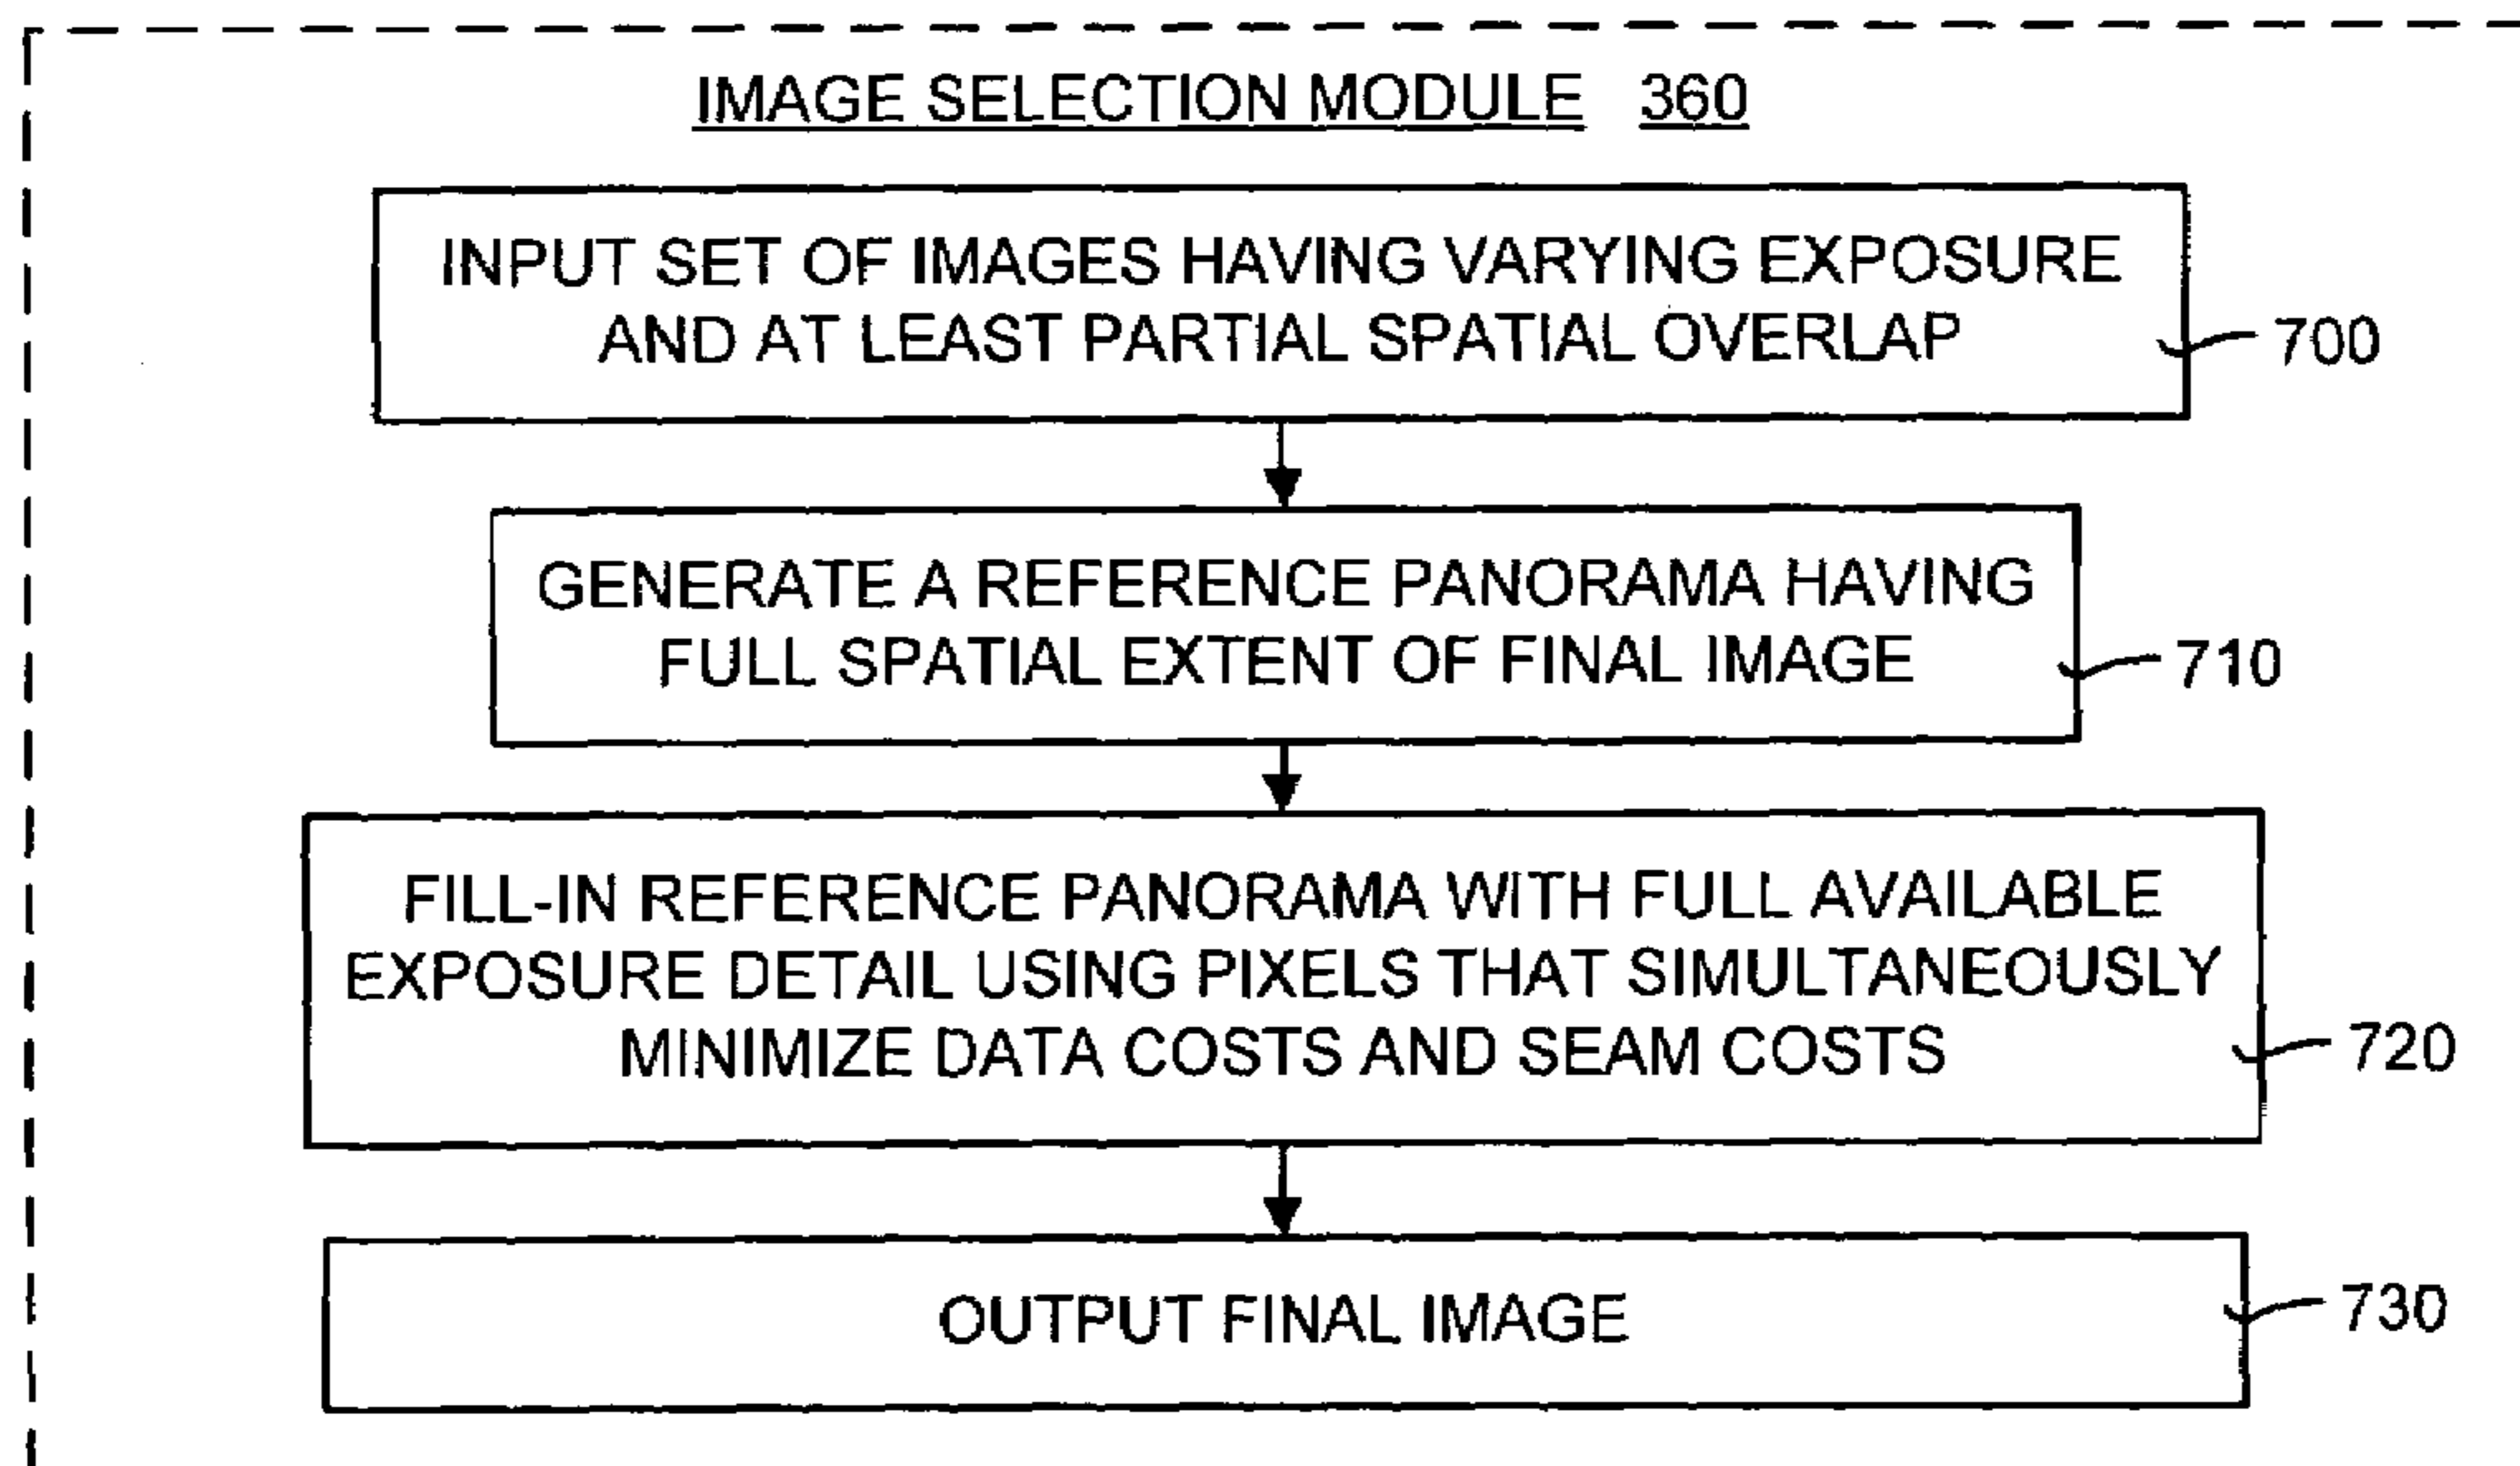 IMAGE SELECTION MODULE 360
INPUT SET OF IMAGES HAVING VARYING EXPOSURE
AND AT LEAST PARTIAL SPATIAL OVERLAP
700
GENERATE A REFERENCE PANORAMA HAVING
FULL SPATIAL EXTENT OF FINAL IMAGE
710
FILL-IN REFERENCE PANORAMA WITH FULL AVAILABLE
EXPOSURE DETAIL USING PIXELS THAT SIMULTANEOUSLY
MINIMIZE DATA COSTS AND SEAM COSTS
720
OUTPUT FINAL IMAGE
730